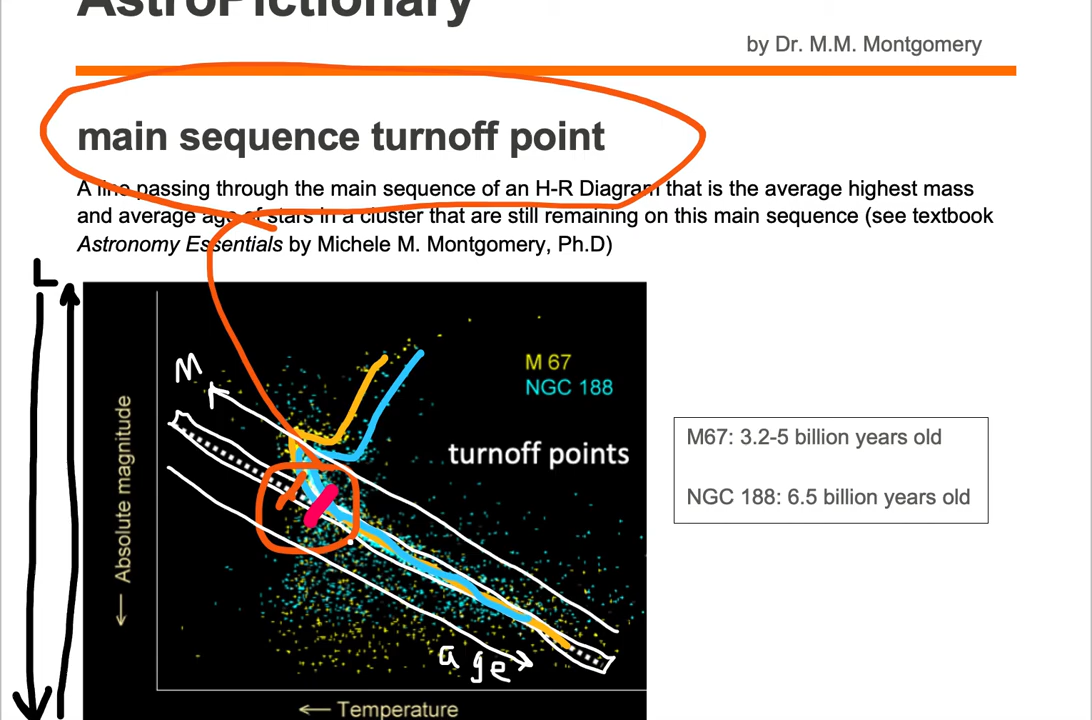 AstroPictionary
by Dr. M.M. Montgomery
main sequence turnoff point
A line passing through the main sequence of an H-R Diagram that is the average highest mass
and average age of stars in a cluster that are still remaining on this main sequence (see textbook
Astronomy Essentials by Michele M. Montgomery, Ph.D)
L
M
M 67
NGC 188
turnoff points
Absolute magnitude
age
Temperature
M67: 3.2-5 billion years old
NGC 188: 6.5 billion years old